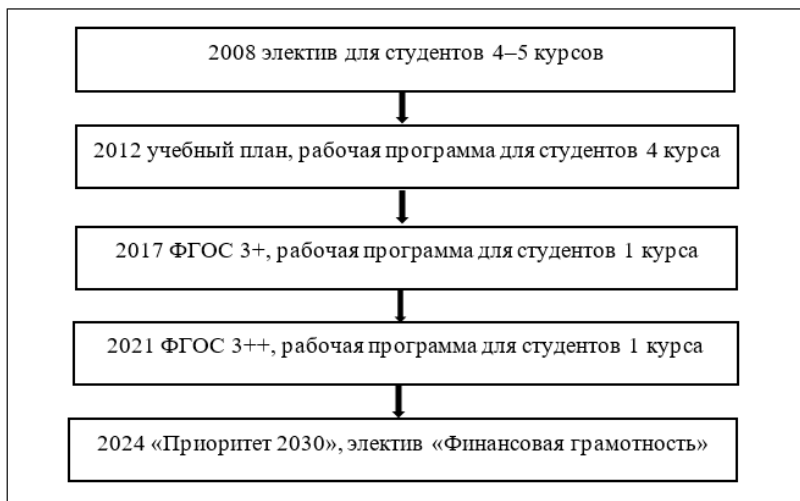 2008 электив для студентов 4–5 курсов
2012 учебный план, рабочая программа для студентов 4 курса
2017 ФГОС 3+, рабочая программа для студентов 1 курса
2021 ФГОС 3++, рабочая программа для студентов 1 курса
2024 «Приоритет 2030», электив «Финансовая грамотность»